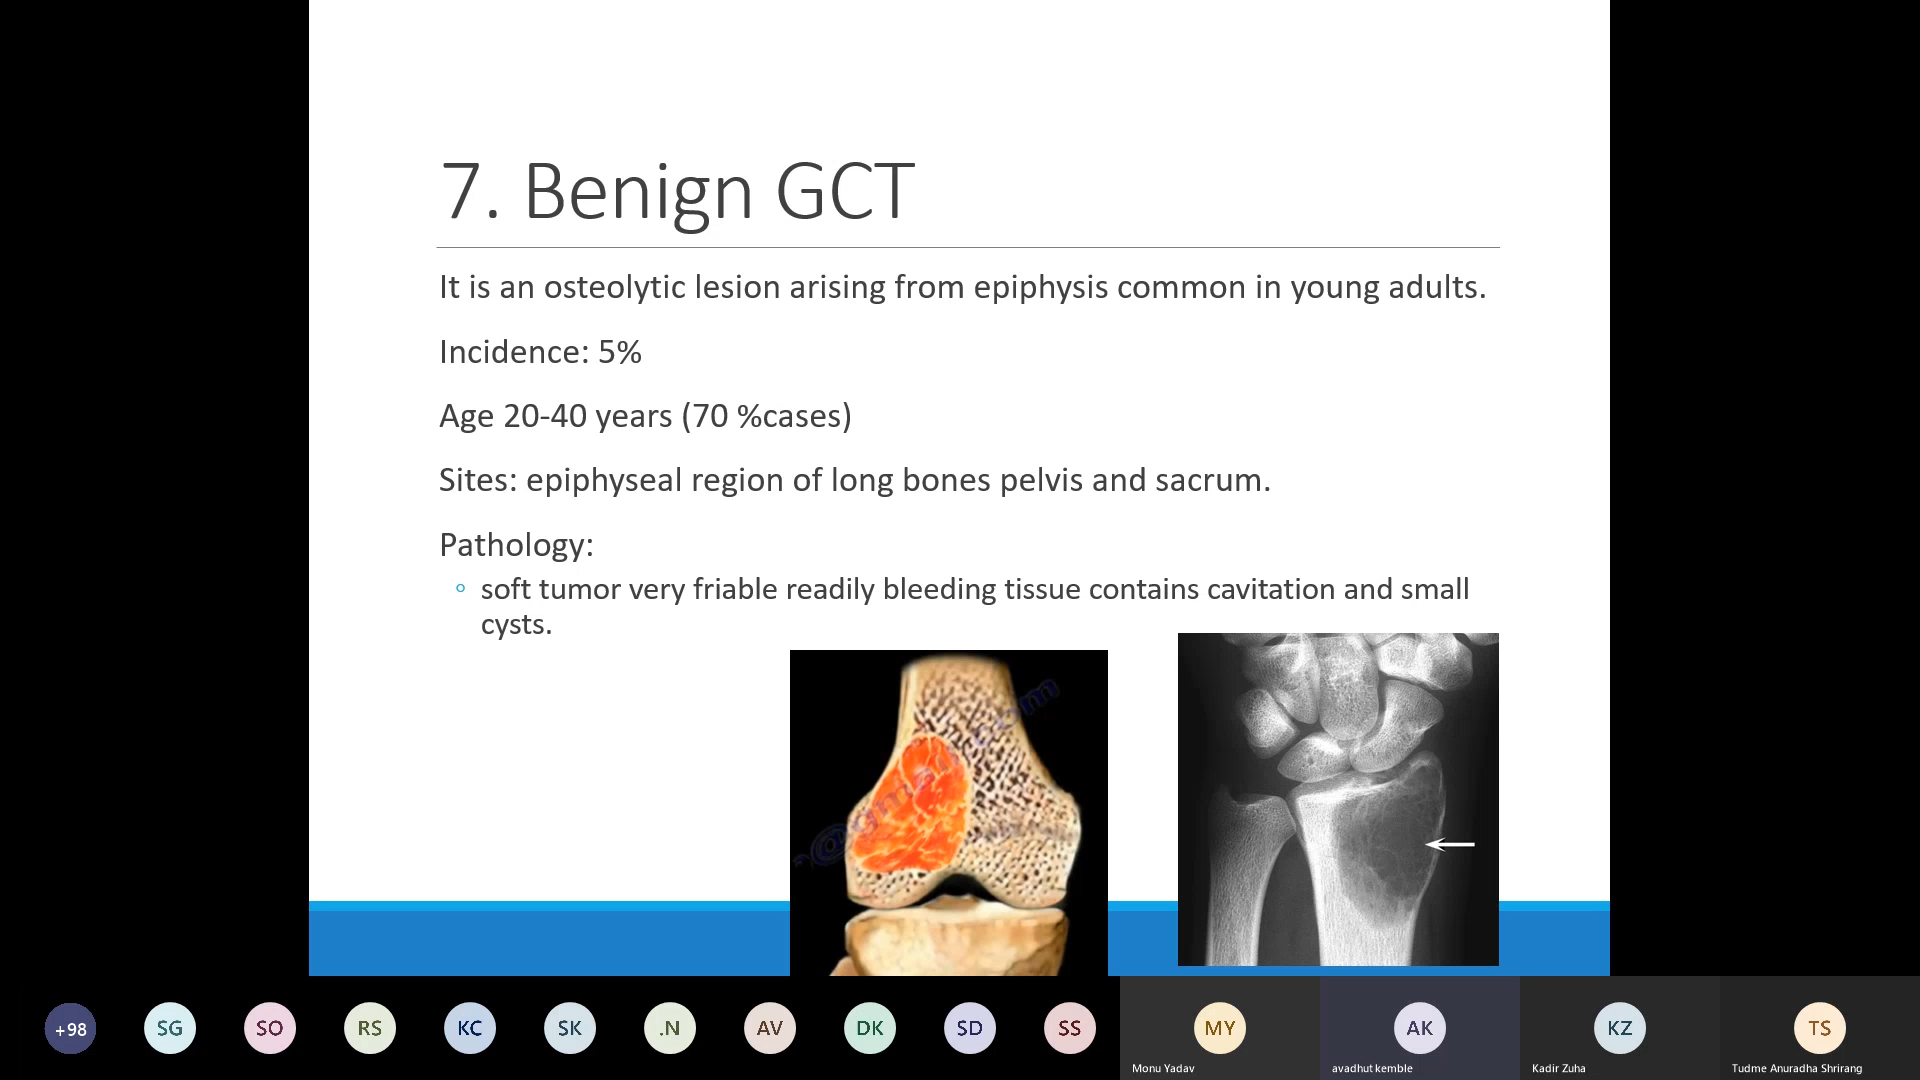 7. Benign GCT
It is an osteolytic lesion arising from epiphysis common in young adults.
Incidence: 5%
Age 20-40 years (70 %cases)
Sites: epiphyseal region of long bones pelvis and sacrum.
Pathology:
soft tumor very friable readily bleeding tissue contains cavitation and small
cysts.
+98
SG
SO
RS
KC
SK
.N
AV
DK
SD
SS
MY
AK
KZ
TS
Monu Yadav
avadhut kemble
Kadir Zuha
Tudme Anuradha Shrirang